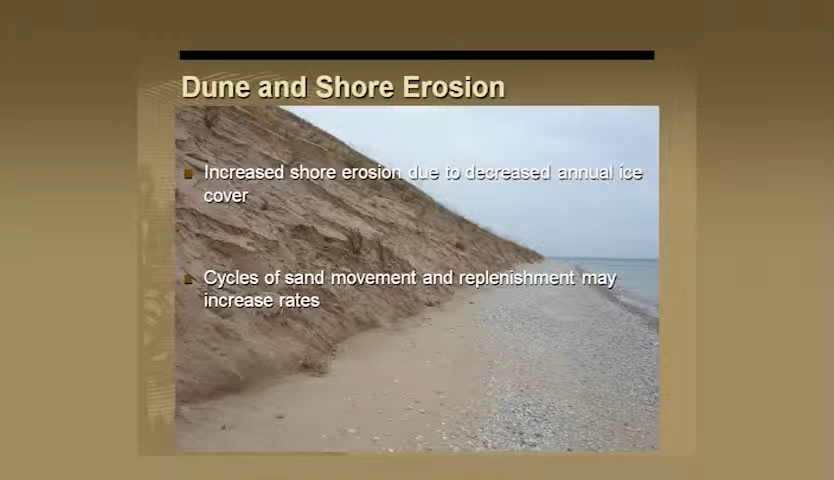 Dune and Shore Erosion
Increased shore erosion due to decreased annual ice
cover
Cycles of sand movement and replenishment may
increase rates